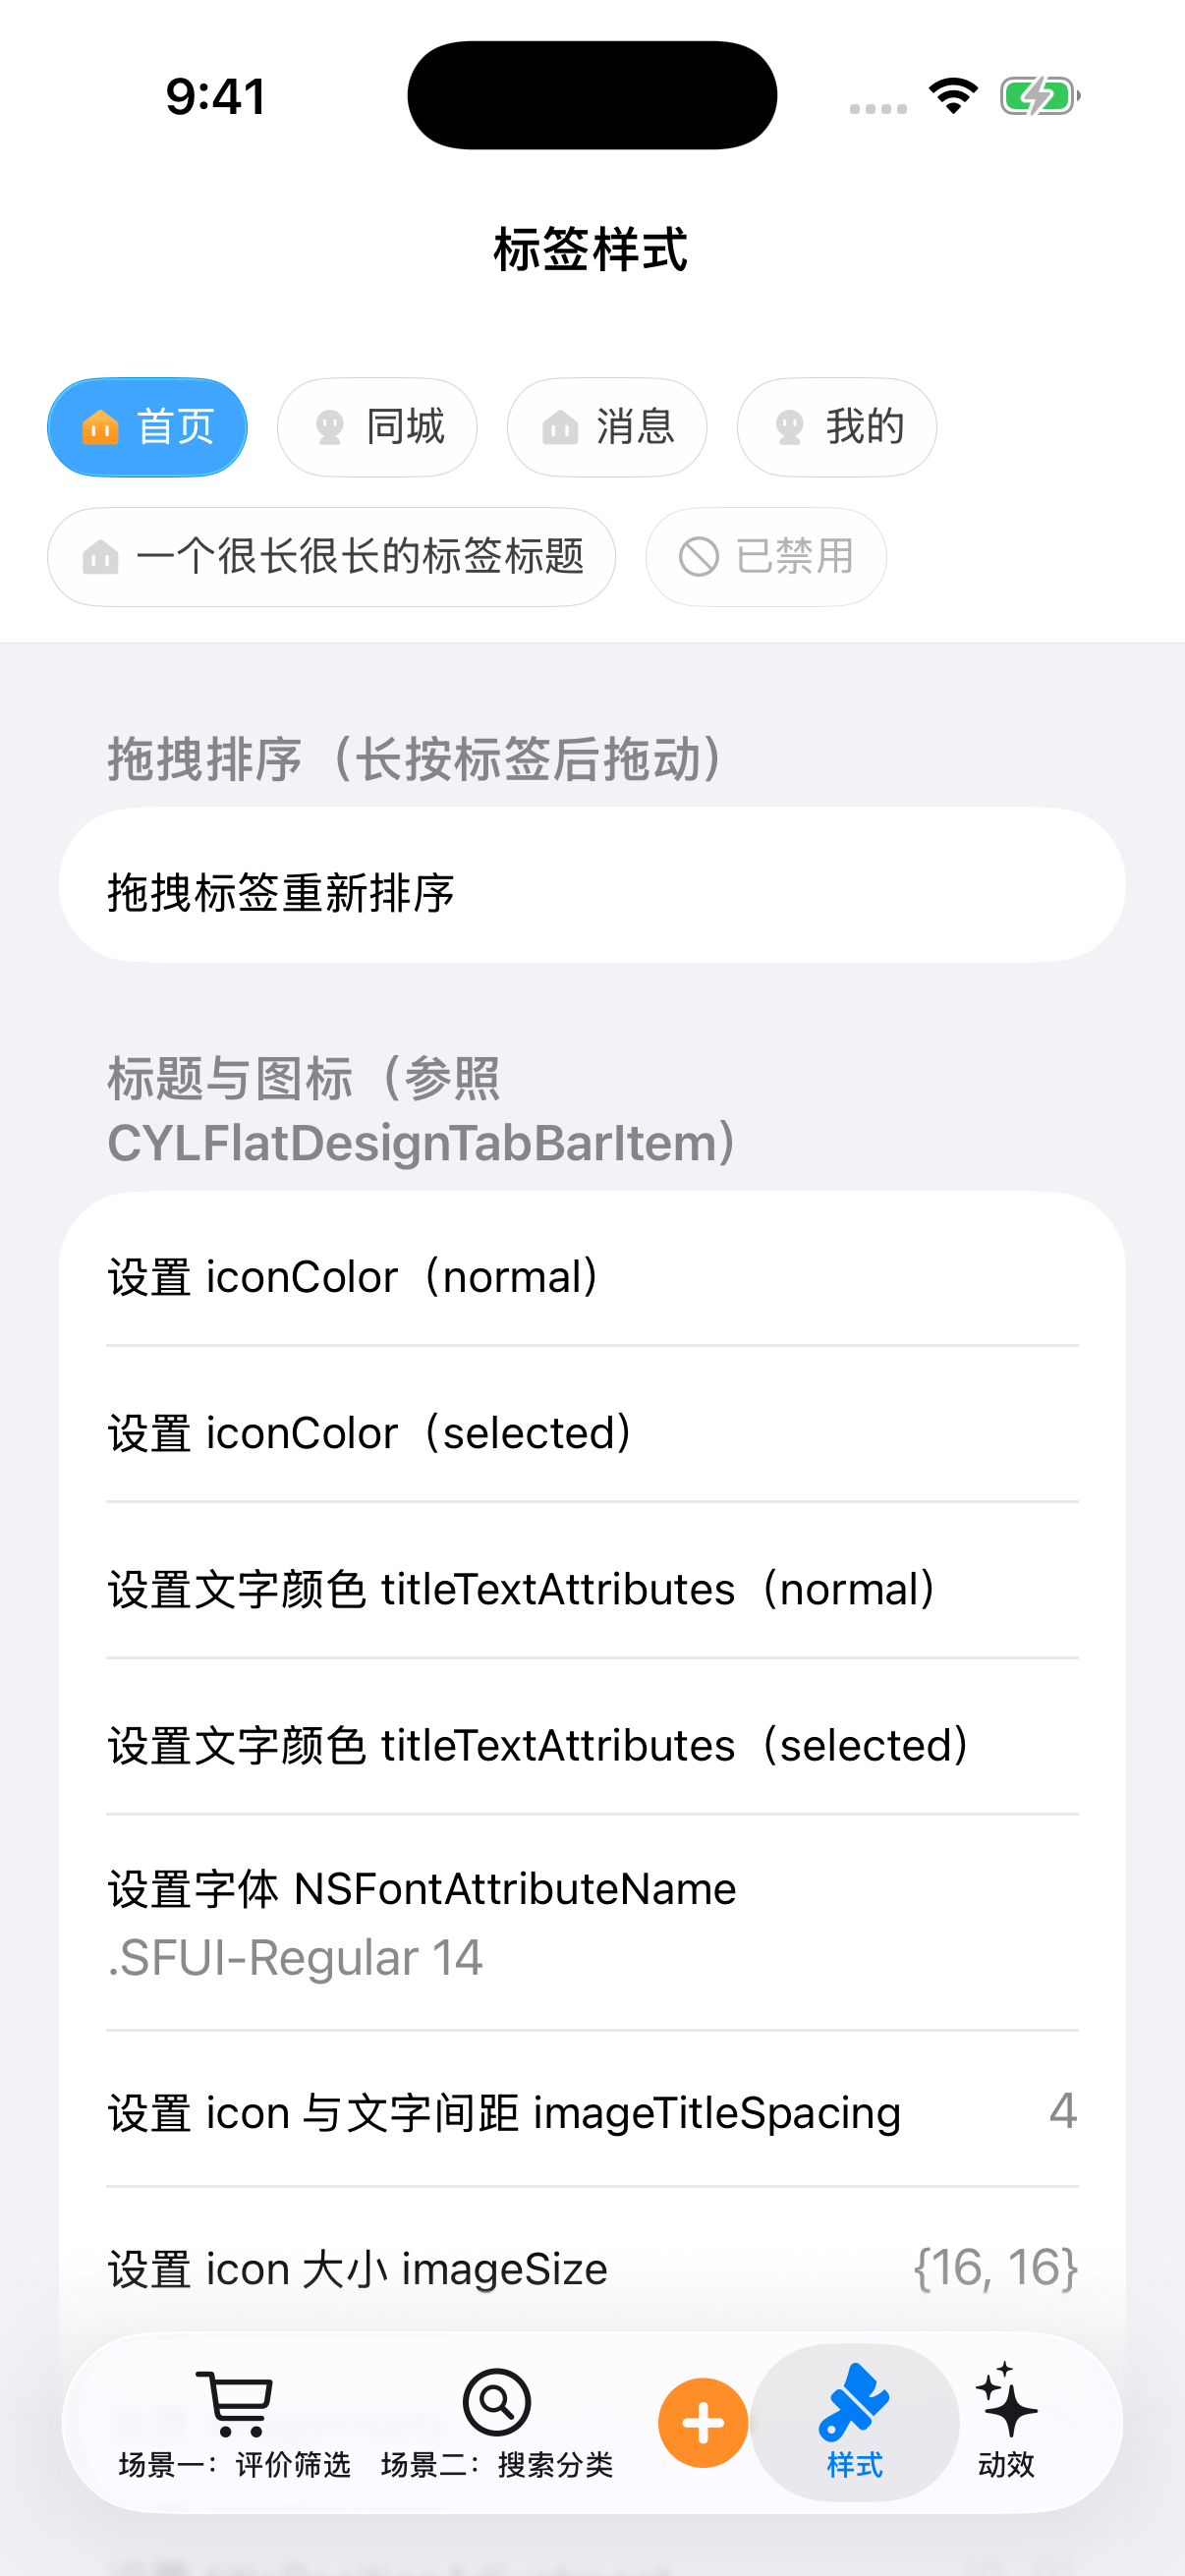 9:41
标签样式
首页
同城
消息
我的
一个很长很长的标签标题
已禁用
拖拽排序（长按标签后拖动）
拖拽标签重新排序
标题与图标（参照
CYLFlatDesignTabBarItem）
设置 iconColor（normal）
设置 iconColor（selected）
设置文字颜色 titleTextAttributes（normal）
设置文字颜色 titleTextAttributes（selected）
设置字体 NSFontAttributeName
.SFUI-Regular 14
设置 icon 与文字间距 imageTitleSpacing
4
设置 icon 大小 imageSize
{16, 16}
场景一：评价筛选
场景二：搜索分类
样式
动效